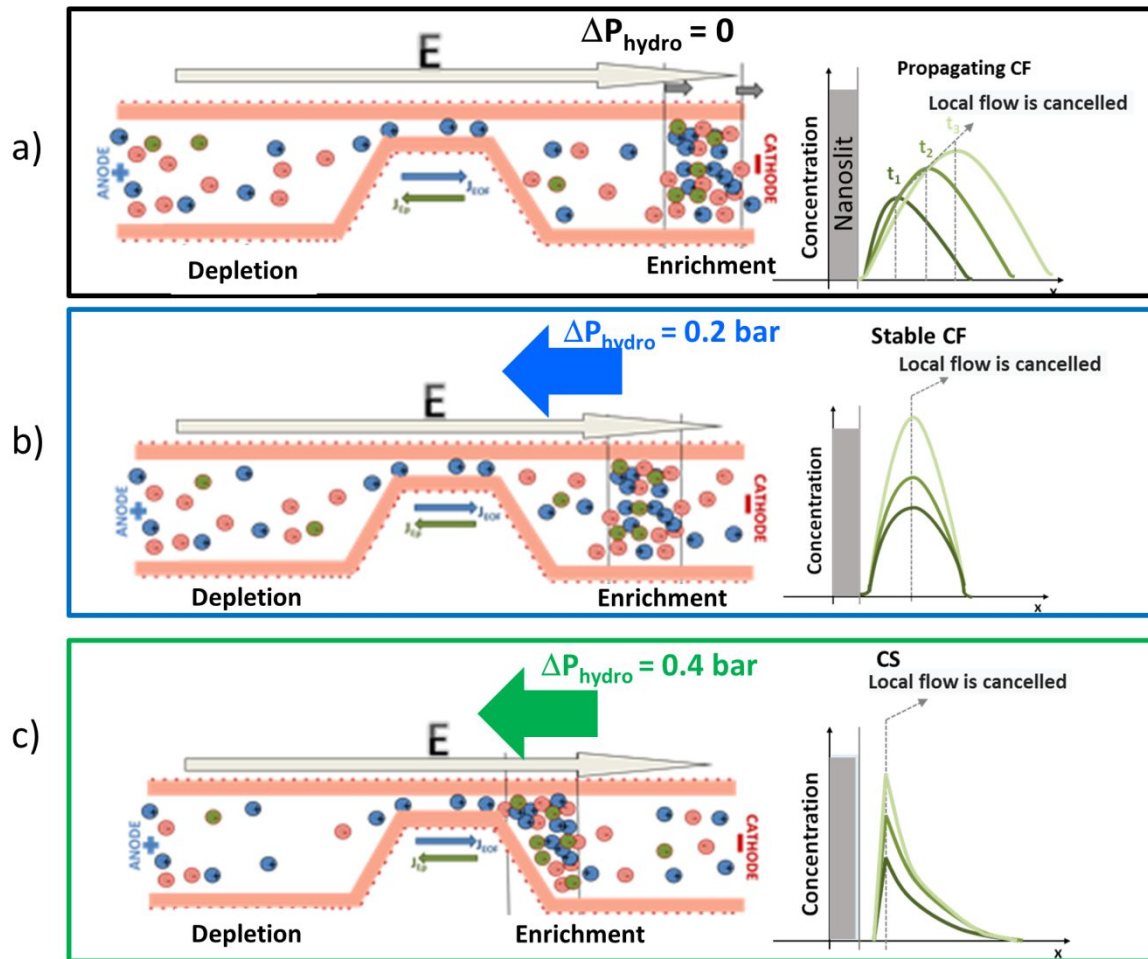 a)
ΔPhydro = 0
E
ANODE
+
JEOF
JEp
CATHODE
Depletion
Enrichment
Propagating CF
Local flow is cancelled
Concentration
Nanoslit
t1
t2
t3
x
b)
ΔPhydro = 0.2 bar
E
ANODE
+
JEOF
JEp
CATHODE
Depletion
Enrichment
Stable CF
Local flow is cancelled
Concentration
x
c)
ΔPhydro = 0.4 bar
E
ANODE
+
JEOF
JEp
CATHODE
Depletion
Enrichment
CS
Local flow is cancelled
Concentration
x